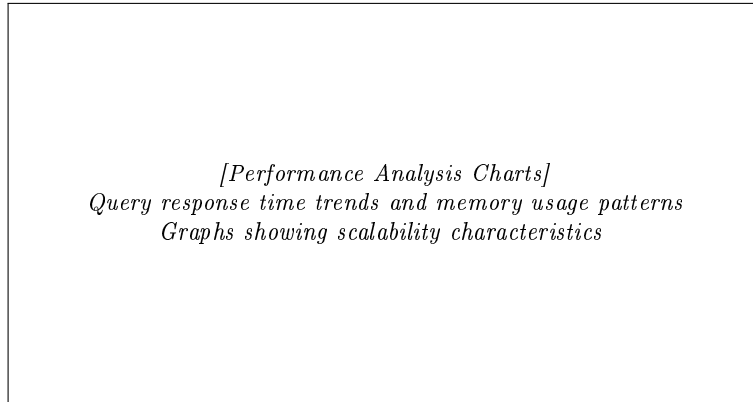 [Performance Analysis Charts]
Query response time trends and memory usage patterns
Graphs showing scalability characteristics